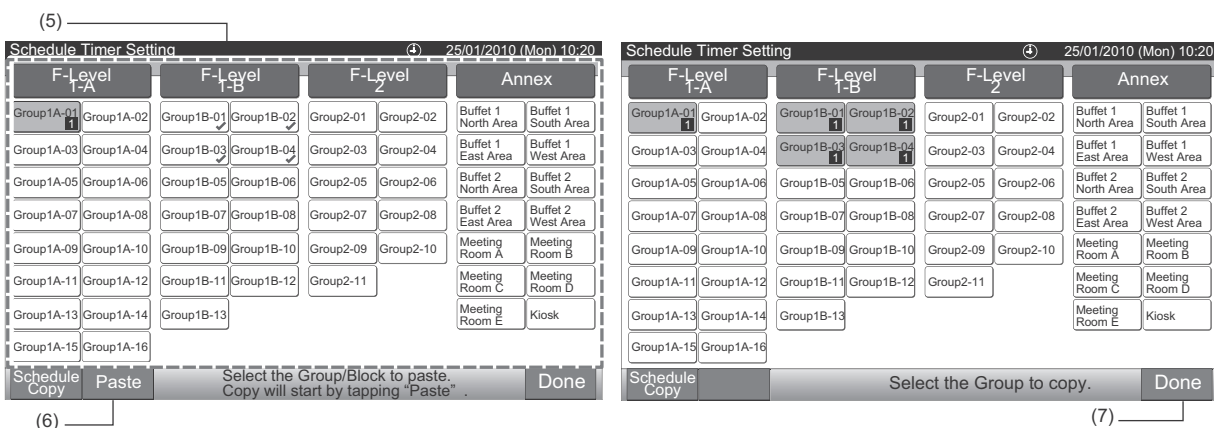 (5)
Schedule Timer Setting 25/01/2010 (Mon) 10:20
F-Level 1-A F-Level 1-B F-Level 2 Annex
Group1A-01 1 Group1A-02 Group1B-01 Group1B-02 Group2-01 Group2-02 Buffet 1 North Area Buffet 1 South Area
Group1A-03 Group1A-04 Group1B-03 Group1B-04 Group2-03 Group2-04 Buffet 1 East Area Buffet 1 West Area
Group1A-05 Group1A-06 Group1B-05 Group1B-06 Group2-05 Group2-06 Buffet 2 North Area Buffet 2 South Area
Group1A-07 Group1A-08 Group1B-07 Group1B-08 Group2-07 Group2-08 Buffet 2 East Area Buffet 2 West Area
Group1A-09 Group1A-10 Group1B-09 Group1B-10 Group2-09 Group2-10 Meeting Room A Meeting Room B
Group1A-11 Group1A-12 Group1B-11 Group1B-12 Group2-11 Meeting Room C Meeting Room D
Group1A-13 Group1A-14 Group1B-13 Meeting Room E Kiosk
Group1A-15 Group1A-16
Schedule Copy Paste Select the Group/Block to paste.
Copy will start by tapping “Paste” . Done
(6)
Schedule Timer Setting 25/01/2010 (Mon) 10:20
F-Level 1-A F-Level 1-B F-Level 2 Annex
Group1A-01 1 Group1A-02 Group1B-01 1 Group1B-02 1 Group2-01 Group2-02 Buffet 1 North Area Buffet 1 South Area
Group1A-03 Group1A-04 Group1B-03 1 Group1B-04 1 Group2-03 Group2-04 Buffet 1 East Area Buffet 1 West Area
Group1A-05 Group1A-06 Group1B-05 Group1B-06 Group2-05 Group2-06 Buffet 2 North Area Buffet 2 South Area
Group1A-07 Group1A-08 Group1B-07 Group1B-08 Group2-07 Group2-08 Buffet 2 East Area Buffet 2 West Area
Group1A-09 Group1A-10 Group1B-09 Group1B-10 Group2-09 Group2-10 Meeting Room A Meeting Room B
Group1A-11 Group1A-12 Group1B-11 Group1B-12 Group2-11 Meeting Room C Meeting Room D
Group1A-13 Group1A-14 Group1B-13 Meeting Room E Kiosk
Group1A-15 Group1A-16
Schedule Copy Select the Group to copy. Done
(7)